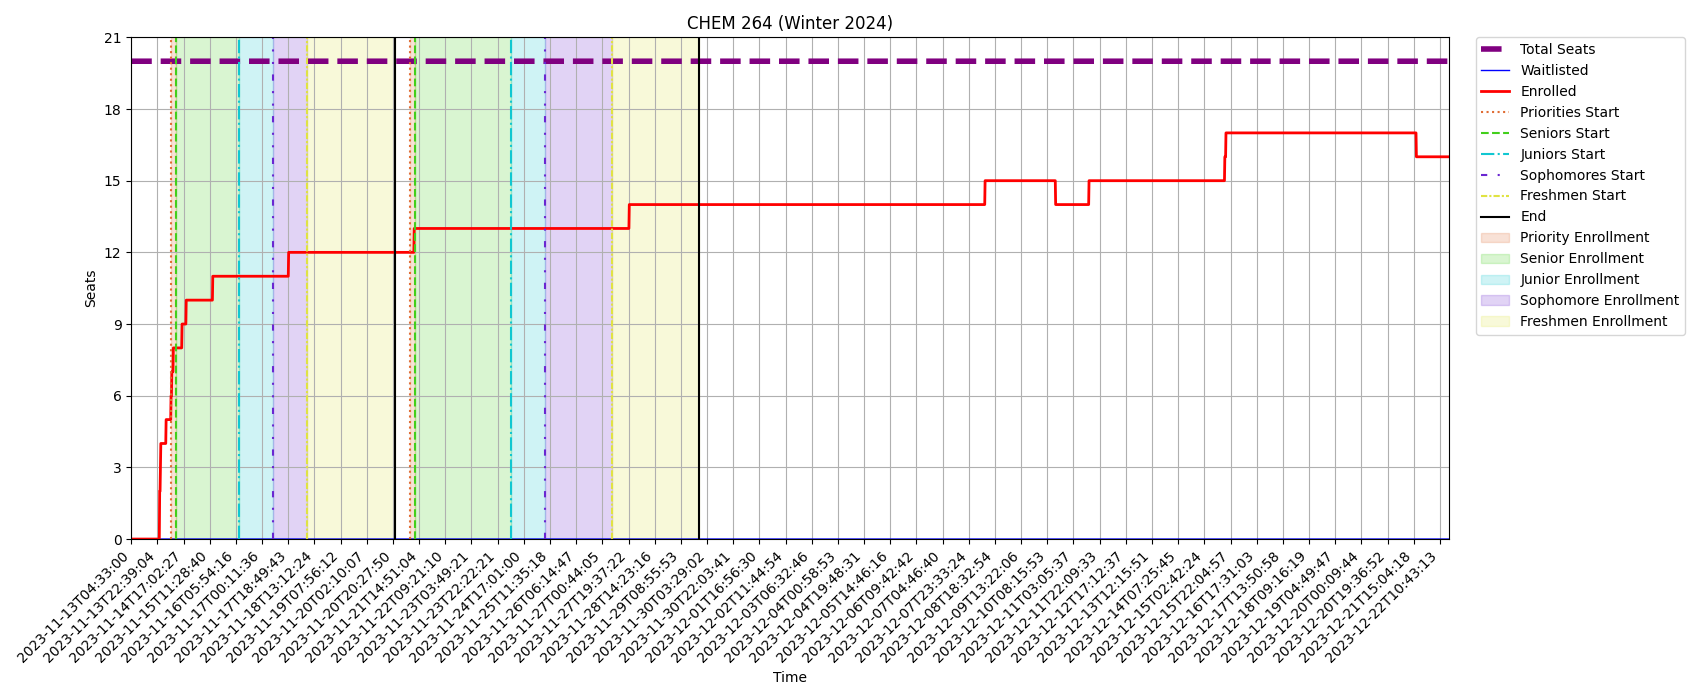 CHEM 264 (Winter 2024)
21
18
15
12
9
6
3
0
Seats
2023-11-13T04:33:00
2023-11-13T22:39:04
2023-11-14T17:02:27
2023-11-15T11:28:40
2023-11-16T05:54:16
2023-11-17T00:11:36
2023-11-17T18:49:43
2023-11-18T13:12:24
2023-11-19T07:56:12
2023-11-20T02:10:07
2023-11-20T20:27:50
2023-11-21T14:51:04
2023-11-22T09:21:10
2023-11-23T03:49:21
2023-11-23T22:22:21
2023-11-24T17:01:00
2023-11-25T11:35:18
2023-11-26T06:14:47
2023-11-27T00:44:05
2023-11-27T19:37:22
2023-11-28T14:23:16
2023-11-29T08:55:53
2023-11-30T03:29:02
2023-11-30T22:03:41
2023-12-01T16:56:30
2023-12-02T11:44:54
2023-12-03T06:32:46
2023-12-04T00:58:53
2023-12-04T19:48:31
2023-12-05T14:46:16
2023-12-06T09:42:42
2023-12-07T04:46:40
2023-12-07T23:33:24
2023-12-08T18:32:54
2023-12-09T13:22:06
2023-12-10T08:15:53
2023-12-11T03:05:37
2023-12-11T22:09:33
2023-12-12T17:12:37
2023-12-13T12:15:51
2023-12-14T07:25:45
2023-12-15T02:42:24
2023-12-15T22:04:57
2023-12-16T17:31:03
2023-12-17T13:50:58
2023-12-18T09:16:19
2023-12-19T04:49:47
2023-12-20T00:09:44
2023-12-20T19:36:52
2023-12-21T15:04:18
2023-12-22T10:43:13
Time
Total Seats
Waitlisted
Enrolled
Priorities Start
Seniors Start
Juniors Start
Sophomores Start
Freshmen Start
End
Priority Enrollment
Senior Enrollment
Junior Enrollment
Sophomore Enrollment
Freshmen Enrollment